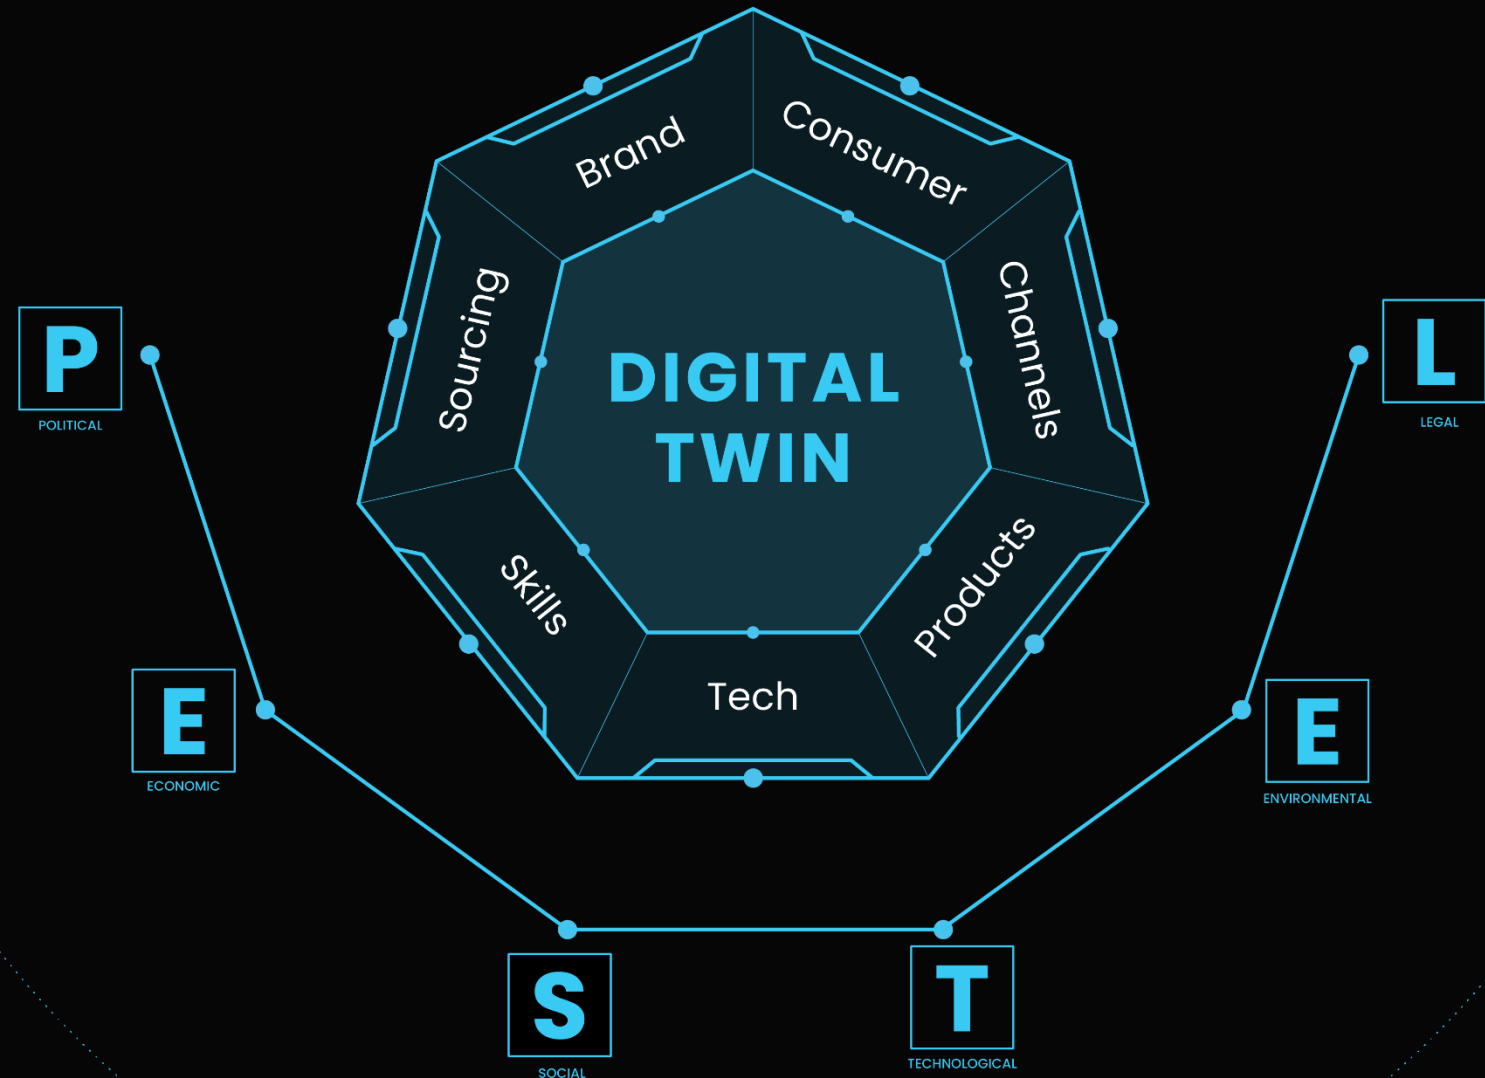 Brand
Consumer
Sourcing
Channels
DIGITAL
TWIN
Skills
Products
Tech
P
POLITICAL
E
ECONOMIC
S
SOCIAL
T
TECHNOLOGICAL
E
ENVIRONMENTAL
L
LEGAL